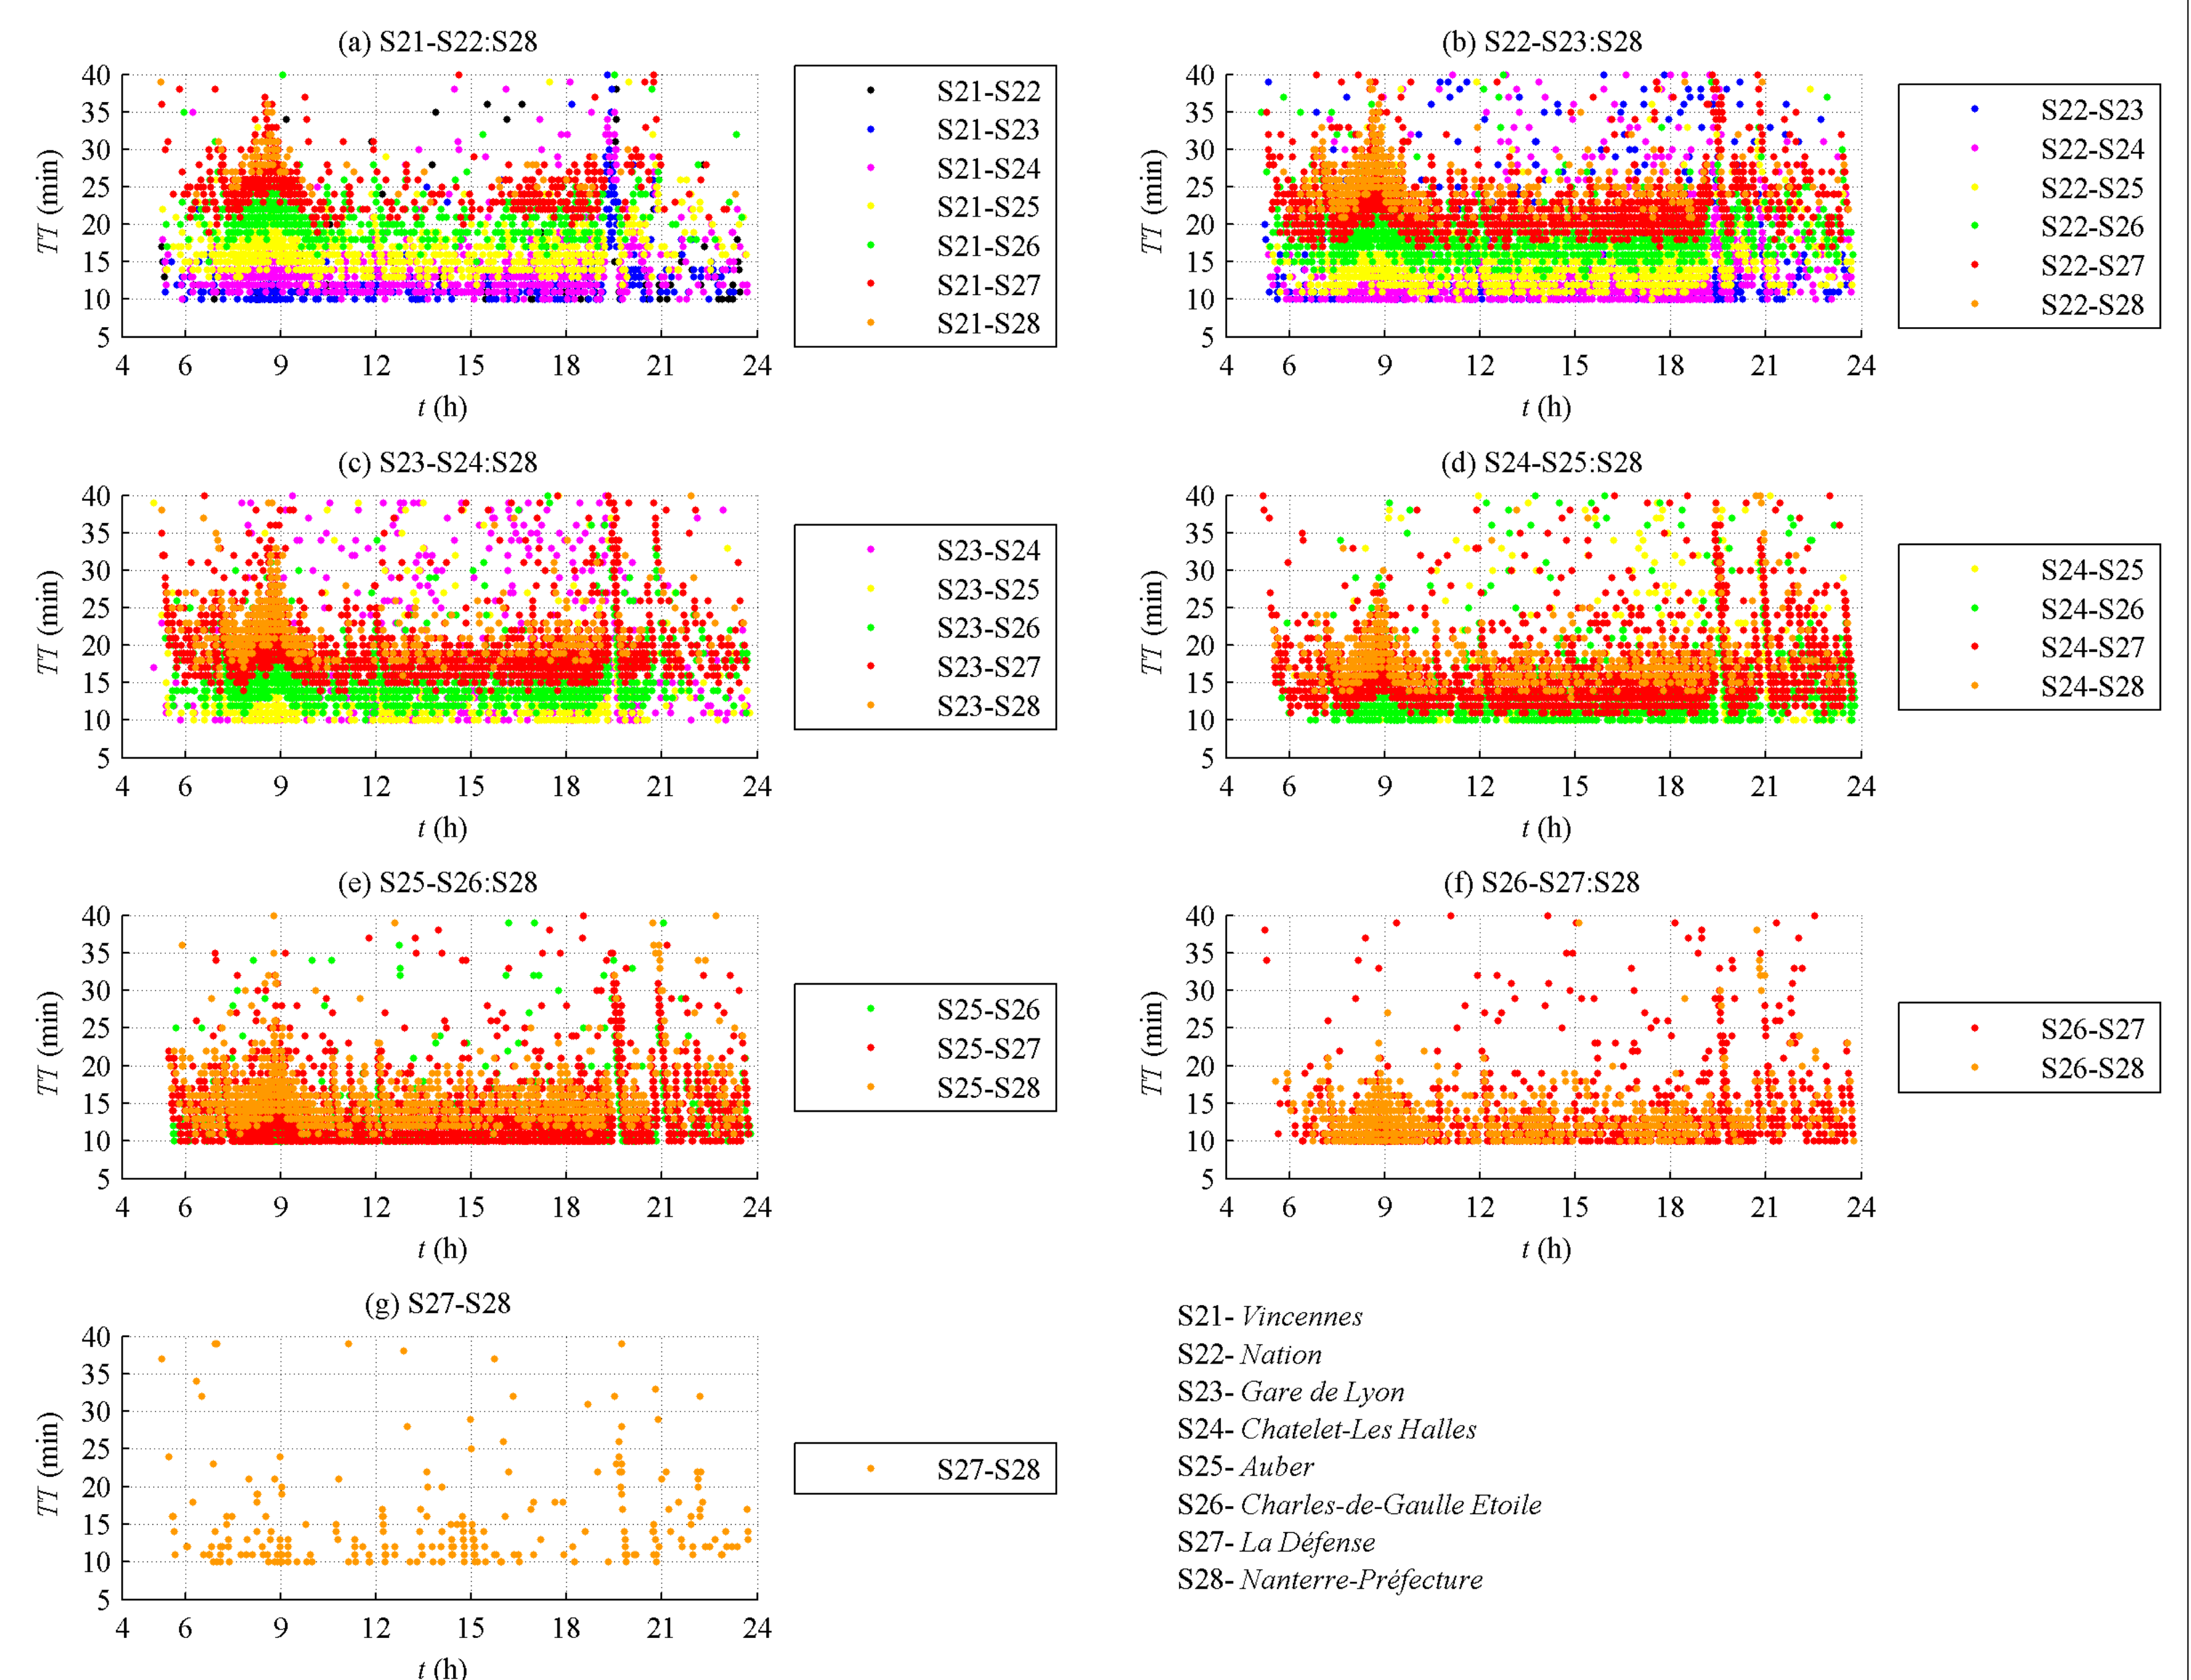 (a) S21-S22:S28
40
35
30
25
20
15
10
5
TT (min)
4 6 9 12 15 18 21 24
t (h)
S21-S22
S21-S23
S21-S24
S21-S25
S21-S26
S21-S27
S21-S28
(b) S22-S23:S28
40
35
30
25
20
15
10
5
TT (min)
4 6 9 12 15 18 21 24
t (h)
S22-S23
S22-S24
S22-S25
S22-S26
S22-S27
S22-S28
(c) S23-S24:S28
40
35
30
25
20
15
10
5
TT (min)
4 6 9 12 15 18 21 24
t (h)
S23-S24
S23-S25
S23-S26
S23-S27
S23-S28
(d) S24-S25:S28
40
35
30
25
20
15
10
5
TT (min)
4 6 9 12 15 18 21 24
t (h)
S24-S25
S24-S26
S24-S27
S24-S28
(e) S25-S26:S28
40
35
30
25
20
15
10
5
TT (min)
4 6 9 12 15 18 21 24
t (h)
S25-S26
S25-S27
S25-S28
(f) S26-S27:S28
40
35
30
25
20
15
10
5
TT (min)
4 6 9 12 15 18 21 24
t (h)
S26-S27
S26-S28
(g) S27-S28
40
35
30
25
20
15
10
5
TT (min)
4 6 9 12 15 18 21 24
t (h)
S27-S28
S21- Vincennes
S22- Nation
S23- Gare de Lyon
S24- Chatelet-Les Halles
S25- Auber
S26- Charles-de-Gaulle Etoile
S27- La Défense
S28- Nanterre-Préfecture